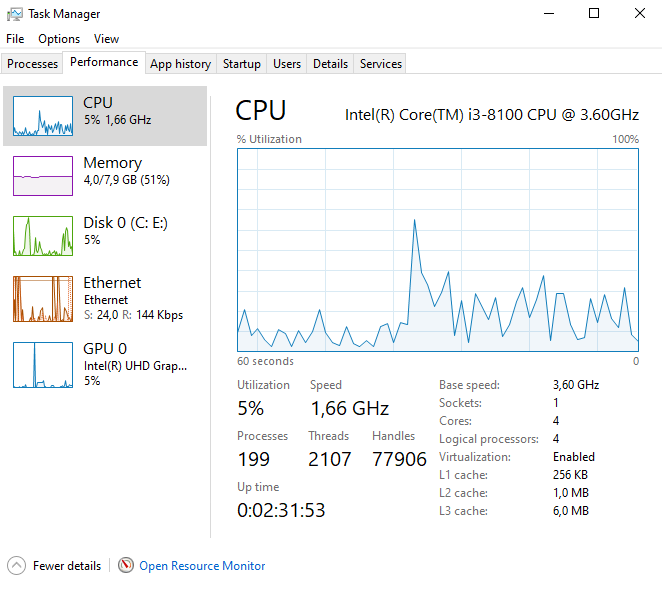 Task Manager
File Options View
Processes Performance App history Startup Users Details Services
CPU
5% 1,66 GHz
Memory
4,0/7,9 GB (51%)
Disk 0 (C: E:)
5%
Ethernet
Ethernet
S: 24,0 R: 144 Kbps
GPU 0
Intel(R) UHD Grap...
5%
CPU Intel(R) Core(TM) i3-8100 CPU @ 3.60GHz
% Utilization 100%
60 seconds 0
Utilization Speed
5% 1,66 GHz
Processes Threads Handles
199 2107 77906
Up time
0:02:31:53
Base speed: 3,60 GHz
Sockets: 1
Cores: 4
Logical processors: 4
Virtualization: Enabled
L1 cache: 256 KB
L2 cache: 1,0 MB
L3 cache: 6,0 MB
Fewer details Open Resource Monitor